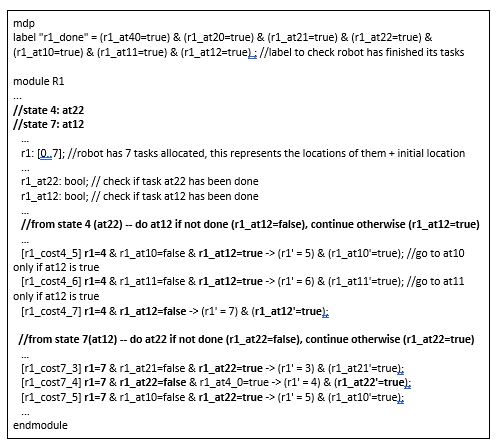 mdp
label "r1_done" = (r1_at40=true) & (r1_at20=true) & (r1_at21=true) & (r1_at22=true) &
(r1_at10=true) & (r1_at11=true) & (r1_at12=true) ; //label to check robot has finished its tasks
module R1
...
//state 4: at22
//state 7: at12
...
r1: [0..7]; //robot has 7 tasks allocated, this represents the locations of them + initial location
...
r1_at22: bool; // check if task at22 has been done
r1_at12: bool; // check if task at12 has been done
...
//from state 4 (at22) -- do at12 if not done (r1_at12=false), continue otherwise (r1_at12=true)
...
[r1_cost4_5] r1=4 & r1_at10=false & r1_at12=true -> (r1' = 5) & (r1_at10'=true); //go to at10
only if at12 is true
[r1_cost4_6] r1=4 & r1_at11=false & r1_at12=true -> (r1' = 6) & (r1_at11'=true); //go to at11
only if at12 is true
[r1_cost4_7] r1=4 & r1_at12=false -> (r1' = 7) & (r1_at12'=true);
//from state 7(at12) -- do at22 if not done (r1_at22=false), continue otherwise (r1_at22=true)
...
[r1_cost7_3] r1=7 & r1_at21=false & r1_at22=true -> (r1' = 3) & (r1_at21'=true);
[r1_cost7_4] r1=7 & r1_at22=false & r1_at4_0=true -> (r1' = 4) & (r1_at22'=true);
[r1_cost7_5] r1=7 & r1_at10=false & r1_at22=true -> (r1' = 5) & (r1_at10'=true);
...
endmodule